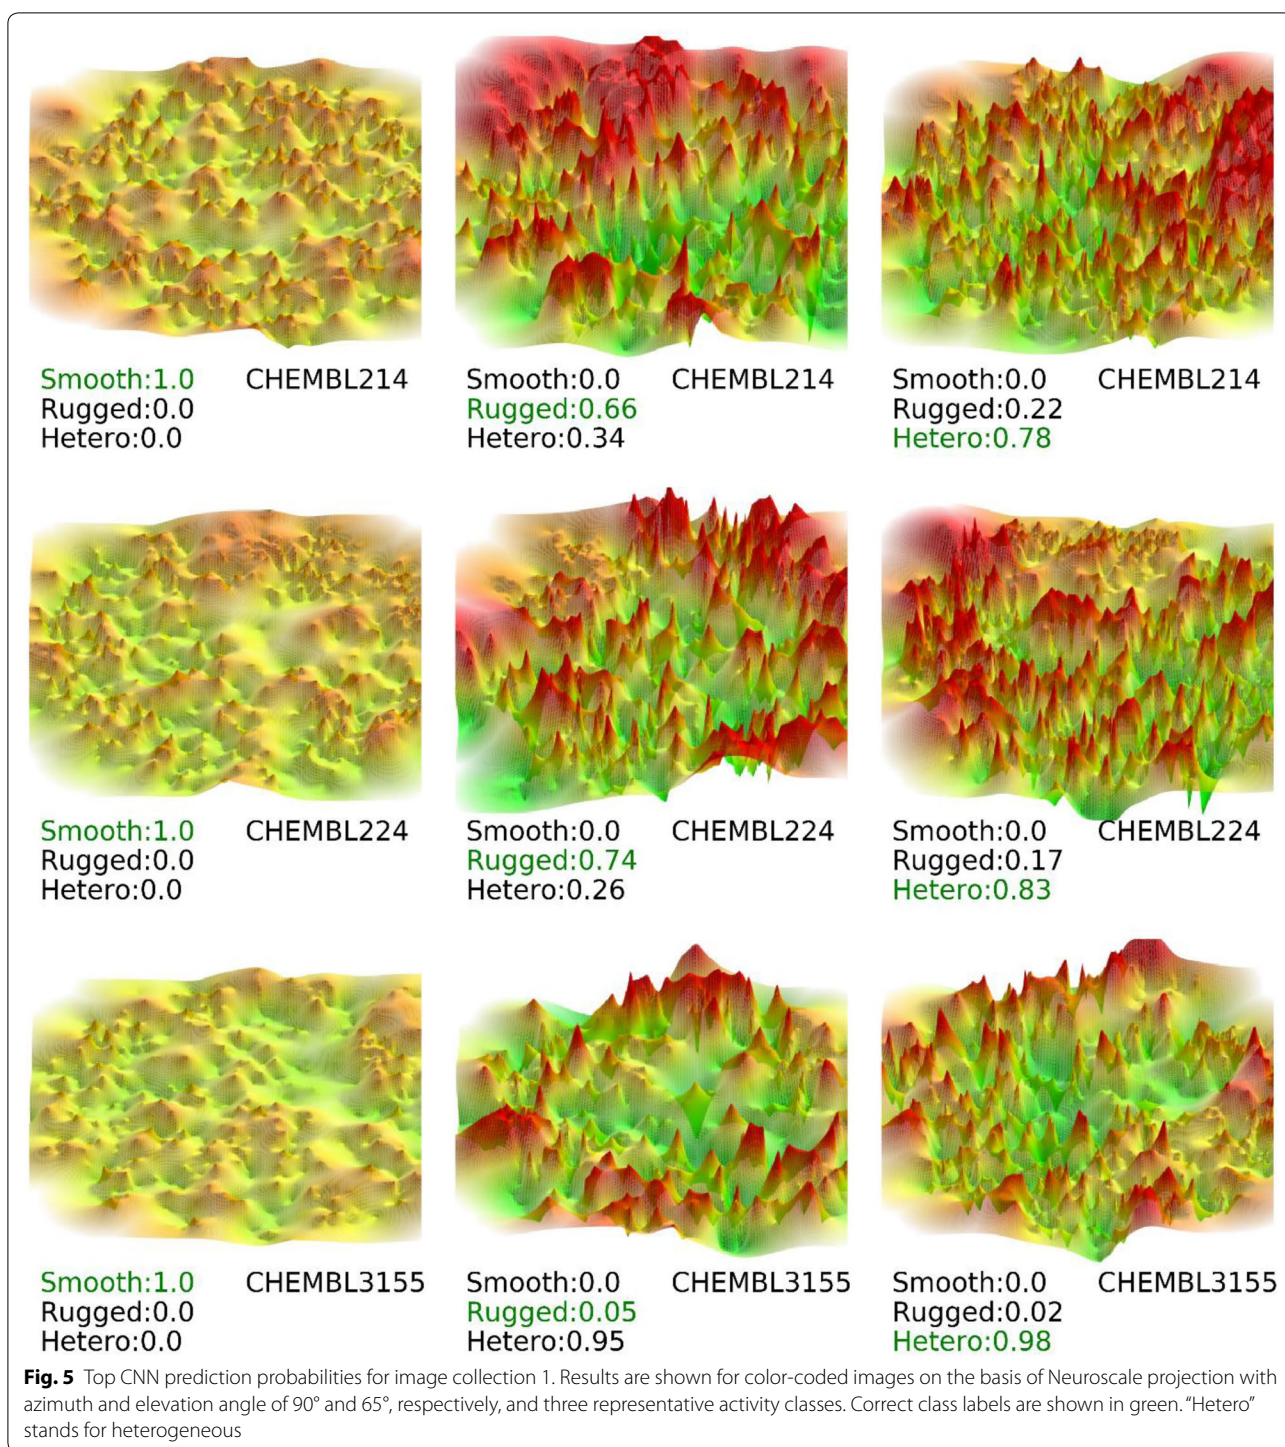 Smooth:1.0 CHEMBL214 Smooth:0.0 CHEMBL214 Smooth:0.0 CHEMBL214
Rugged:0.0 Rugged:0.66 Rugged:0.22
Hetero:0.0 Hetero:0.34 Hetero:0.78
Smooth:1.0 CHEMBL224 Smooth:0.0 CHEMBL224 Smooth:0.0 CHEMBL224
Rugged:0.0 Rugged:0.74 Rugged:0.17
Hetero:0.0 Hetero:0.26 Hetero:0.83
Smooth:1.0 CHEMBL3155 Smooth:0.0 CHEMBL3155 Smooth:0.0 CHEMBL3155
Rugged:0.0 Rugged:0.05 Rugged:0.02
Hetero:0.0 Hetero:0.95 Hetero:0.98
Fig. 5 Top CNN prediction probabilities for image collection 1. Results are shown for color-coded images on the basis of Neuroscale projection with
azimuth and elevation angle of 90° and 65°, respectively, and three representative activity classes. Correct class labels are shown in green. “Hetero”
stands for heterogeneous